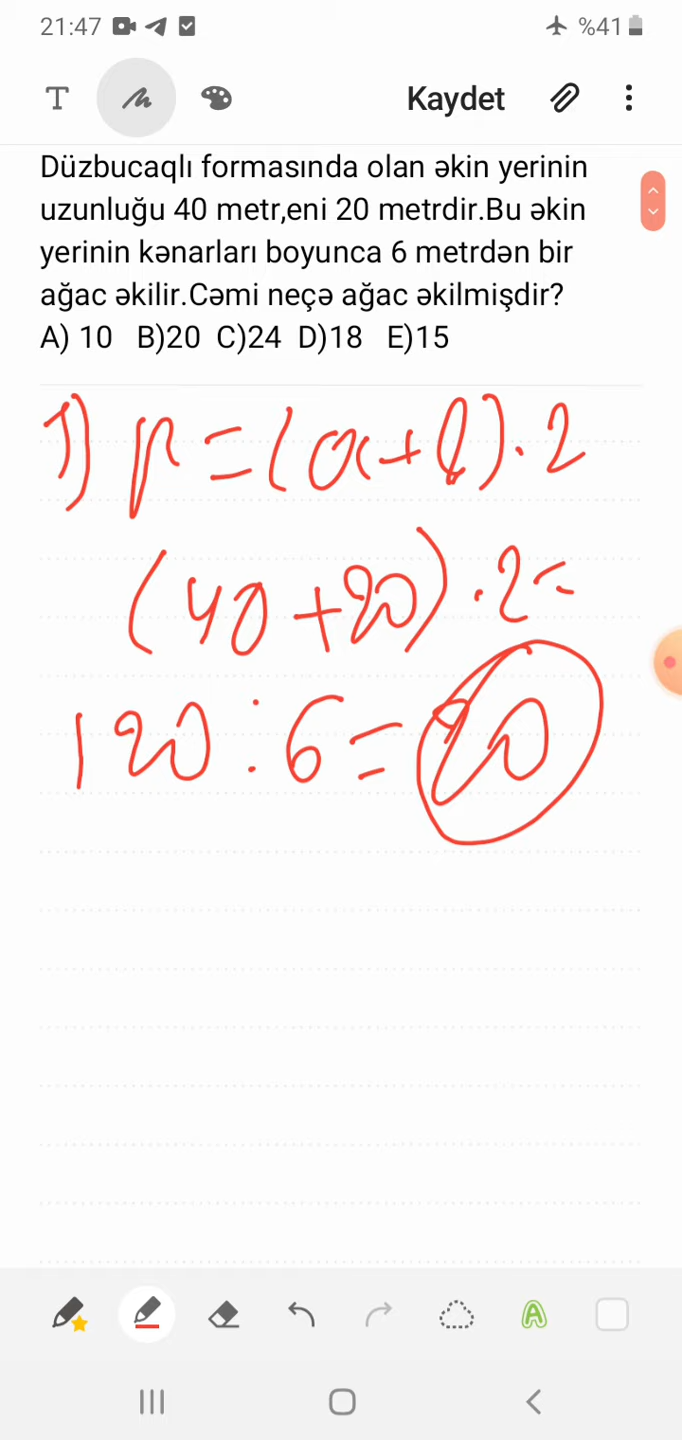 21:47 %41
T Kaydet
Düzbucaqlı formasında olan əkin yerinin
uzunluğu 40 metr,eni 20 metrdir.Bu əkin
yerinin kənarları boyunca 6 metrdən bir
ağac əkilir.Cəmi neçə ağac əkilmişdir?
A) 10 B)20 C)24 D)18 E)15
1) p=(a+b).2
(40+20).2=
120:6=20
A